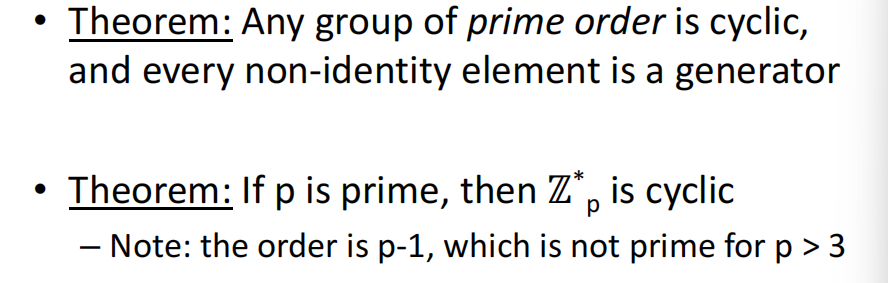 • Theorem: Any group of prime order is cyclic,
and every non-identity element is a generator
• Theorem: If p is prime, then ℤ*p is cyclic
– Note: the order is p-1, which is not prime for p > 3